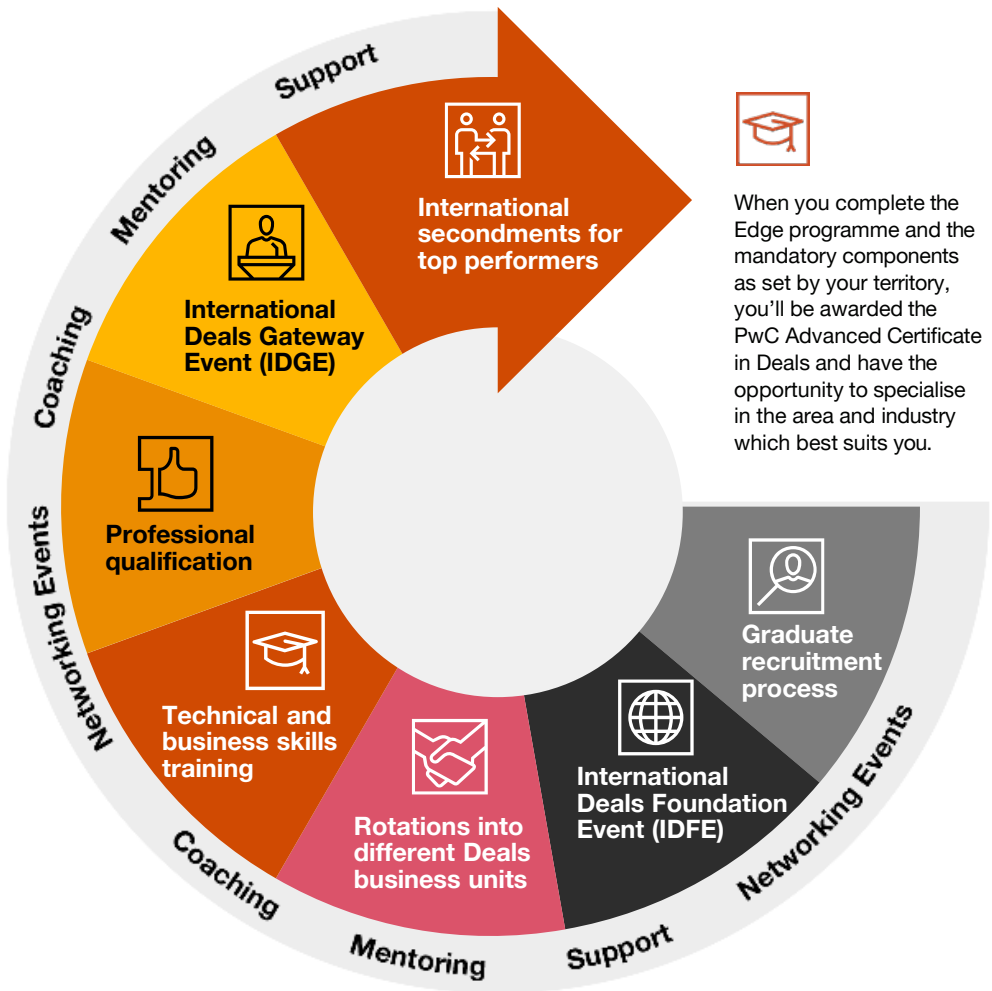 Support
Mentoring
Coaching
Networking Events
Coaching
Mentoring
Support
Networking Events
International
secondments for
top performers
International
Deals Gateway
Event (IDGE)
Professional
qualification
Technical and
business skills
training
Rotations into
different Deals
business units
International
Deals Foundation
Event (IDFE)
Graduate
recruitment
process
When you complete the
Edge programme and the
mandatory components
as set by your territory,
you’ll be awarded the
PwC Advanced Certificate
in Deals and have the
opportunity to specialise
in the area and industry
which best suits you.